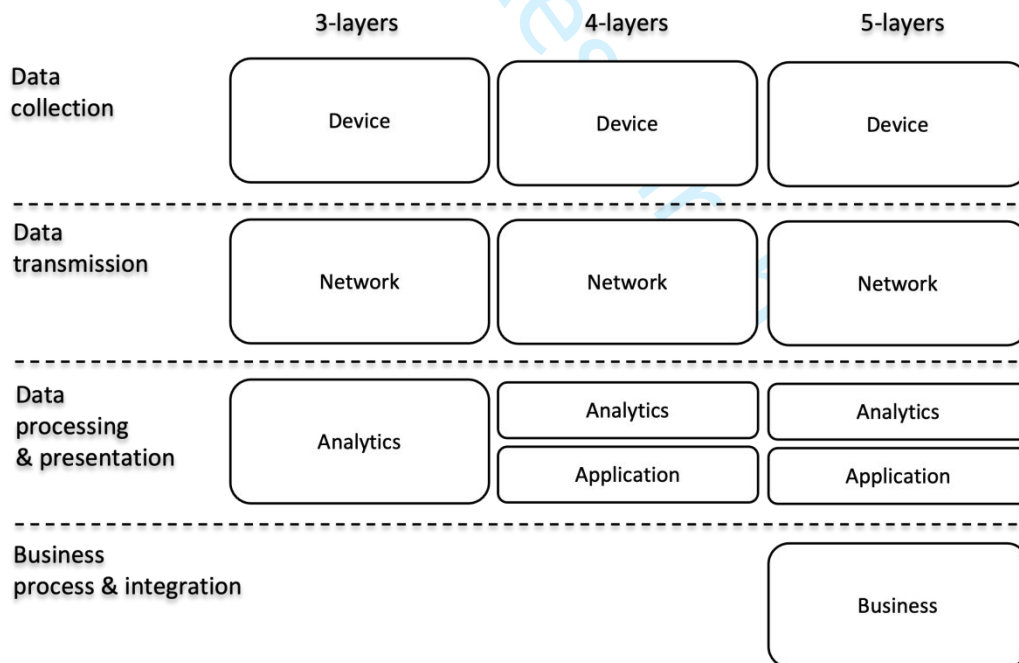 3-layers 4-layers 5-layers
Data
collection
Device Device Device
Data
transmission
Network Network Network
Data
processing
& presentation
Analytics
Analytics Analytics
Application Application
Business
process & integration
Business